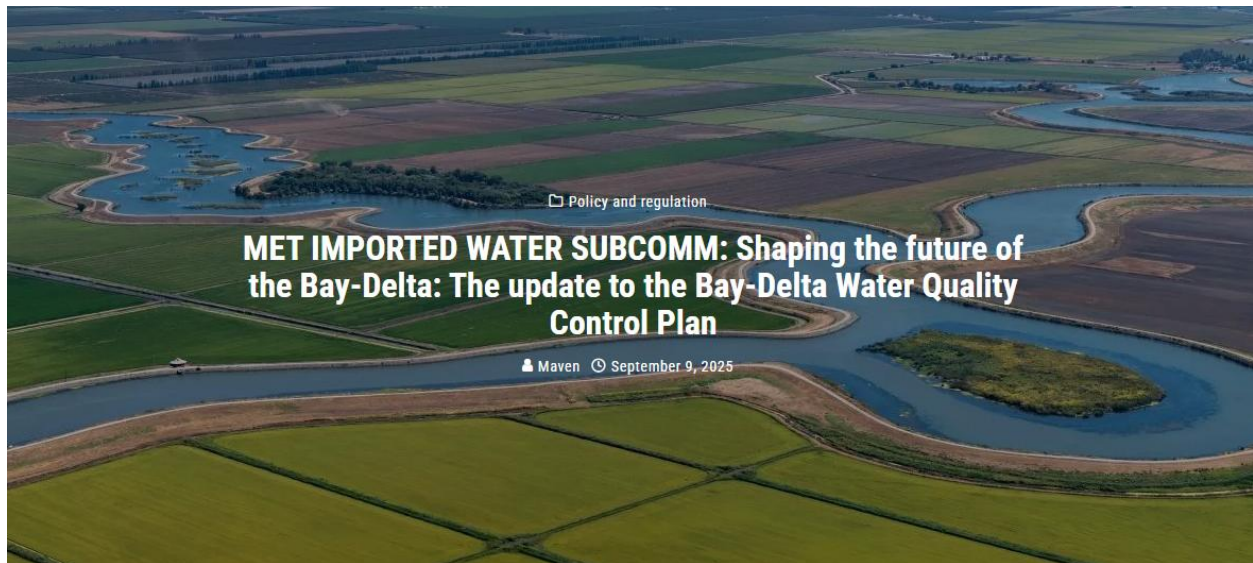 Policy and regulation
MET IMPORTED WATER SUBCOMM: Shaping the future of
the Bay-Delta: The update to the Bay-Delta Water Quality
Control Plan
Maven September 9, 2025